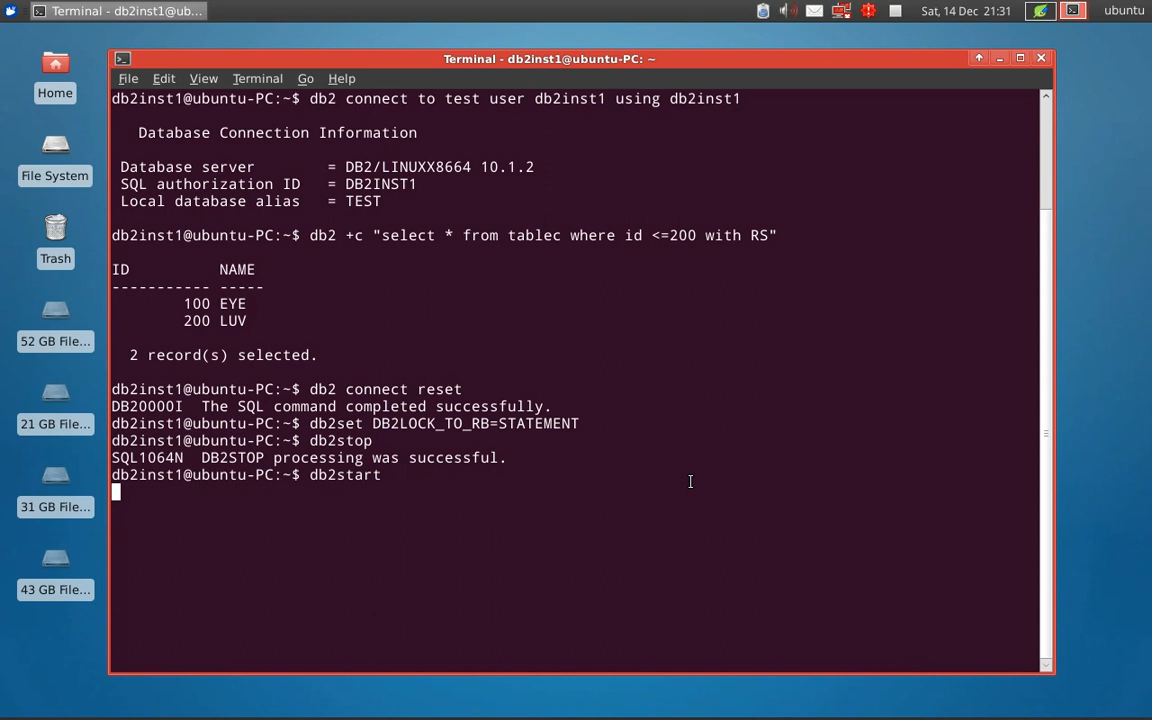 Terminal - db2inst1@ub...
Sat, 14 Dec 21:31
ubuntu
Home
File System
Trash
52 GB File...
21 GB File...
31 GB File...
43 GB File...
Terminal - db2inst1@ubuntu-PC: ~
File Edit View Terminal Go Help
db2inst1@ubuntu-PC:~$ db2 connect to test user db2inst1 using db2inst1
Database Connection Information
Database server = DB2/LINUXX8664 10.1.2
SQL authorization ID = DB2INST1
Local database alias = TEST
db2inst1@ubuntu-PC:~$ db2 +c "select * from tablec where id <=200 with RS"
ID NAME
----------- -----
100 EYE
200 LUV
2 record(s) selected.
db2inst1@ubuntu-PC:~$ db2 connect reset
DB20000I The SQL command completed successfully.
db2inst1@ubuntu-PC:~$ db2set DB2LOCK_TO_RB=STATEMENT
db2inst1@ubuntu-PC:~$ db2stop
SQL1064N DB2STOP processing was successful.
db2inst1@ubuntu-PC:~$ db2start